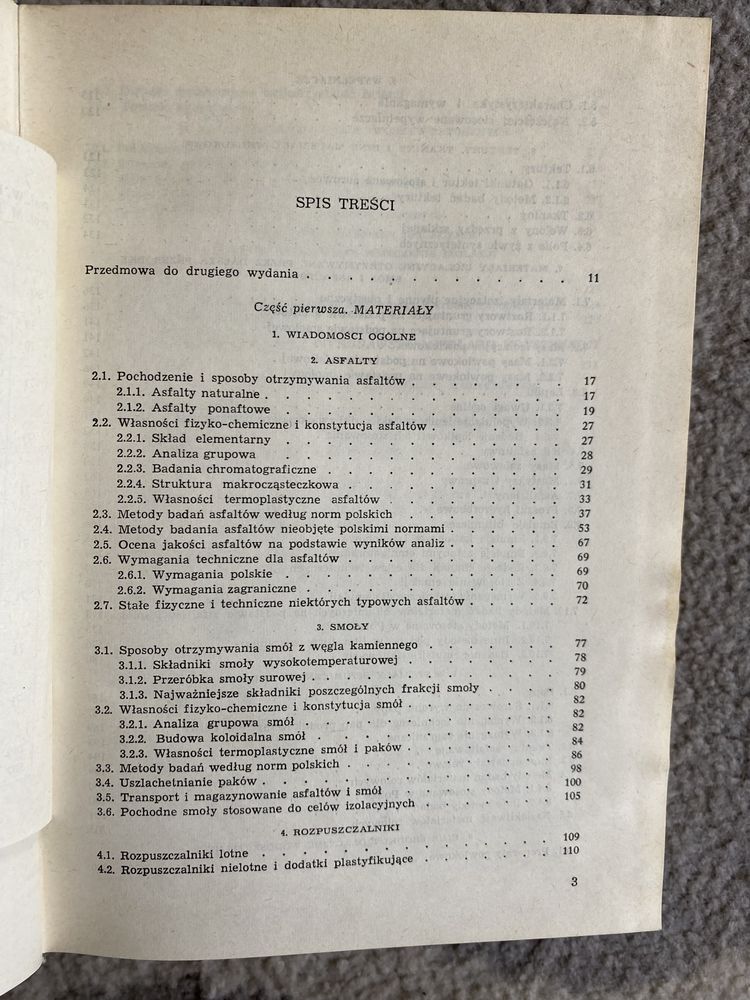 SPIS TREŚCI
Przedmowa do drugiego wydania . . . . . . . . . . . . 11
Część pierwsza. MATERIAŁY
1. WIADOMOŚCI OGÓLNE
2. ASFALTY
2.1. Pochodzenie i sposoby otrzymywania asfaltów . . . . . . . 17
2.1.1. Asfalty naturalne . . . . . . . . . . . . . 17
2.1.2. Asfalty ponaftowe . . . . . . . . . . . . 19
2.2. Własności fizyko-chemiczne i konstytucja asfaltów . . . . . . 27
2.2.1. Skład elementarny . . . . . . . . . . . . 27
2.2.2. Analiza grupowa . . . . . . . . . . . . 28
2.2.3. Badania chromatograficzne . . . . . . . . . . 29
2.2.4. Struktura makrocząsteczkowa . . . . . . . . . 31
2.2.5. Własności termoplastyczne asfaltów . . . . . . . . 33
2.3. Metody badań asfaltów według norm polskich . . . . . . . 37
2.4. Metody badania asfaltów nieobjęte polskimi normami . . . . . 53
2.5. Ocena jakości asfaltów na podstawie wyników analiz . . . . . 67
2.6. Wymagania techniczne dla asfaltów . . . . . . . . . 69
2.6.1. Wymagania polskie . . . . . . . . . . . . 69
2.6.2. Wymagania zagraniczne . . . . . . . . . . . 70
2.7. Stałe fizyczne i techniczne niektórych typowych asfaltów . . . . . 72
3. SMOŁY
3.1. Sposoby otrzymywania smół z węgla kamiennego . . . . . . 77
3.1.1. Składniki smoły wysokotemperaturowej . . . . . . . 78
3.1.2. Przeróbka smoły surowej . . . . . . . . . . . 79
3.1.3. Najważniejsze składniki poszczególnych frakcji smoły . . . . 80
3.2. Własności fizyko-chemiczne i konstytucja smół . . . . . . . 82
3.2.1. Analiza grupowa smół . . . . . . . . . . . 82
3.2.2. Budowa koloidalna smół . . . . . . . . . . 82
3.2.3. Własności termoplastyczne smół i paków . . . . . . . 84
3.3. Metody badań według norm polskich . . . . . . . . . 86
3.4. Uszlachetnianie paków . . . . . . . . . . . . 98
3.5. Transport i magazynowanie asfaltów i smół . . . . . . . 100
3.6. Pochodne smoły stosowane do celów izolacyjnych . . . . . . 105
4. ROZPUSZCZALNIKI
4.1. Rozpuszczalniki lotne . . . . . . . . . . . . 109
4.2. Rozpuszczalniki nielotne i dodatki plastyfikujące . . . . . . 110
3